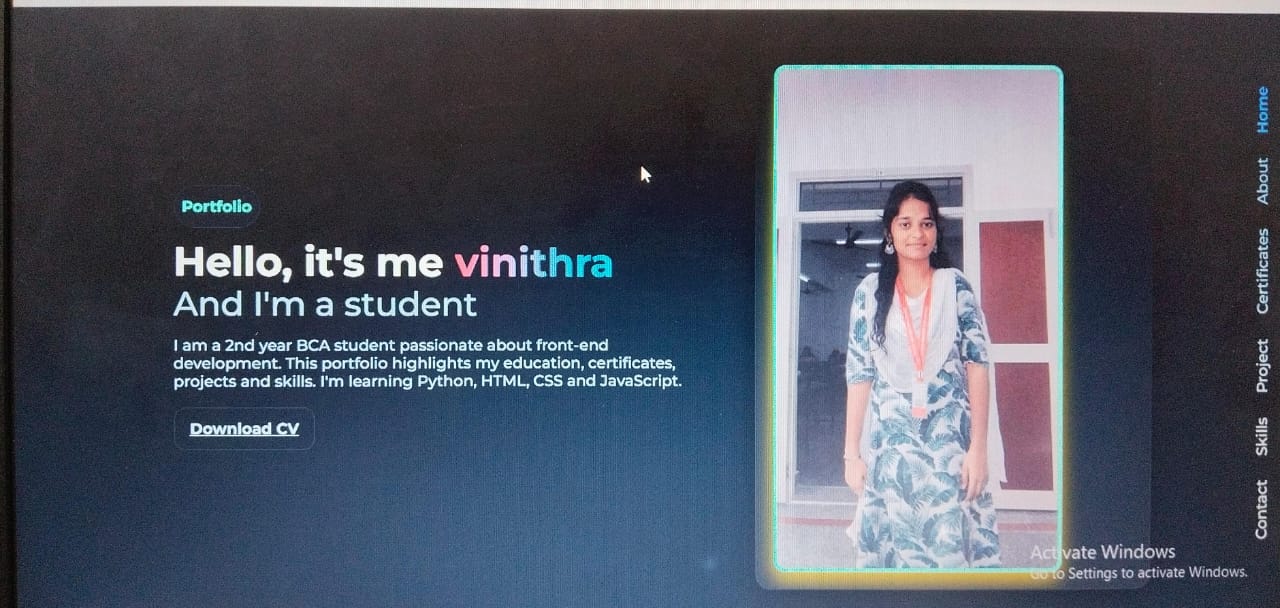 Portfolio
Hello, it's me vinithra
And I'm a student
I am a 2nd year BCA student passionate about front-end
development. This portfolio highlights my education, certificates,
projects and skills. I'm learning Python, HTML, CSS and JavaScript.
Download CV
Home
About
Certificates
Project
Skills
Contact
Activate Windows
Go to Settings to activate Windows.